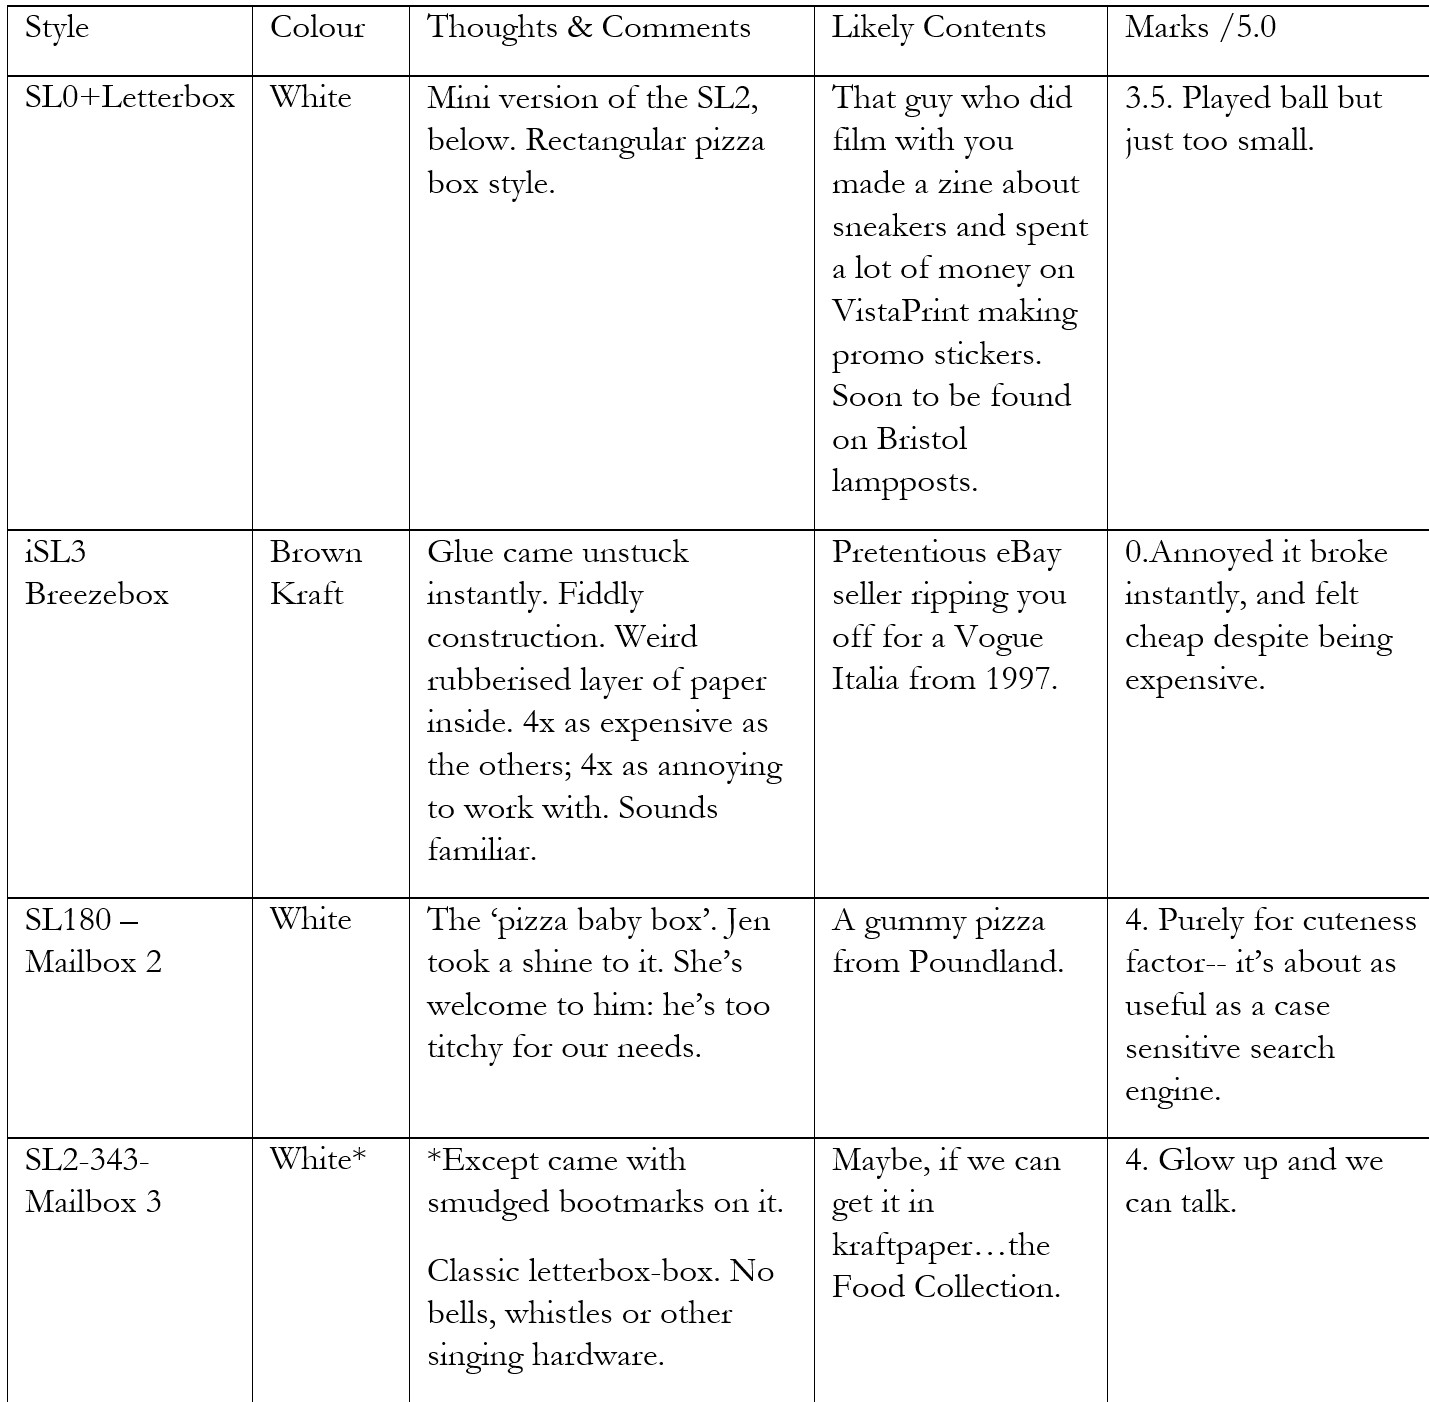 Style
Colour
Thoughts & Comments
Likely Contents
Marks /5.0
SL0+Letterbox
White
Mini version of the SL2,
below. Rectangular pizza
box style.
That guy who did
film with you
made a zine about
sneakers and spent
a lot of money on
VistaPrint making
promo stickers.
Soon to be found
on Bristol
lampposts.
3.5. Played ball but
just too small.
iSL3
Breezebox
Brown
Kraft
Glue came unstuck
instantly. Fiddly
construction. Weird
rubberised layer of paper
inside. 4x as expensive as
the others; 4x as annoying
to work with. Sounds
familiar.
Pretentious eBay
seller ripping you
off for a Vogue
Italia from 1997.
0.Annoyed it broke
instantly, and felt
cheap despite being
expensive.
SL180 –
Mailbox 2
White
The ‘pizza baby box’. Jen
took a shine to it. She’s
welcome to him: he’s too
titchy for our needs.
A gummy pizza
from Poundland.
4. Purely for cuteness
factor-- it’s about as
useful as a case
sensitive search
engine.
SL2-343-
Mailbox 3
White*
*Except came with
smudged bootmarks on it.
Classic letterbox-box. No
bells, whistles or other
singing hardware.
Maybe, if we can
get it in
kraftpaper…the
Food Collection.
4. Glow up and we
can talk.